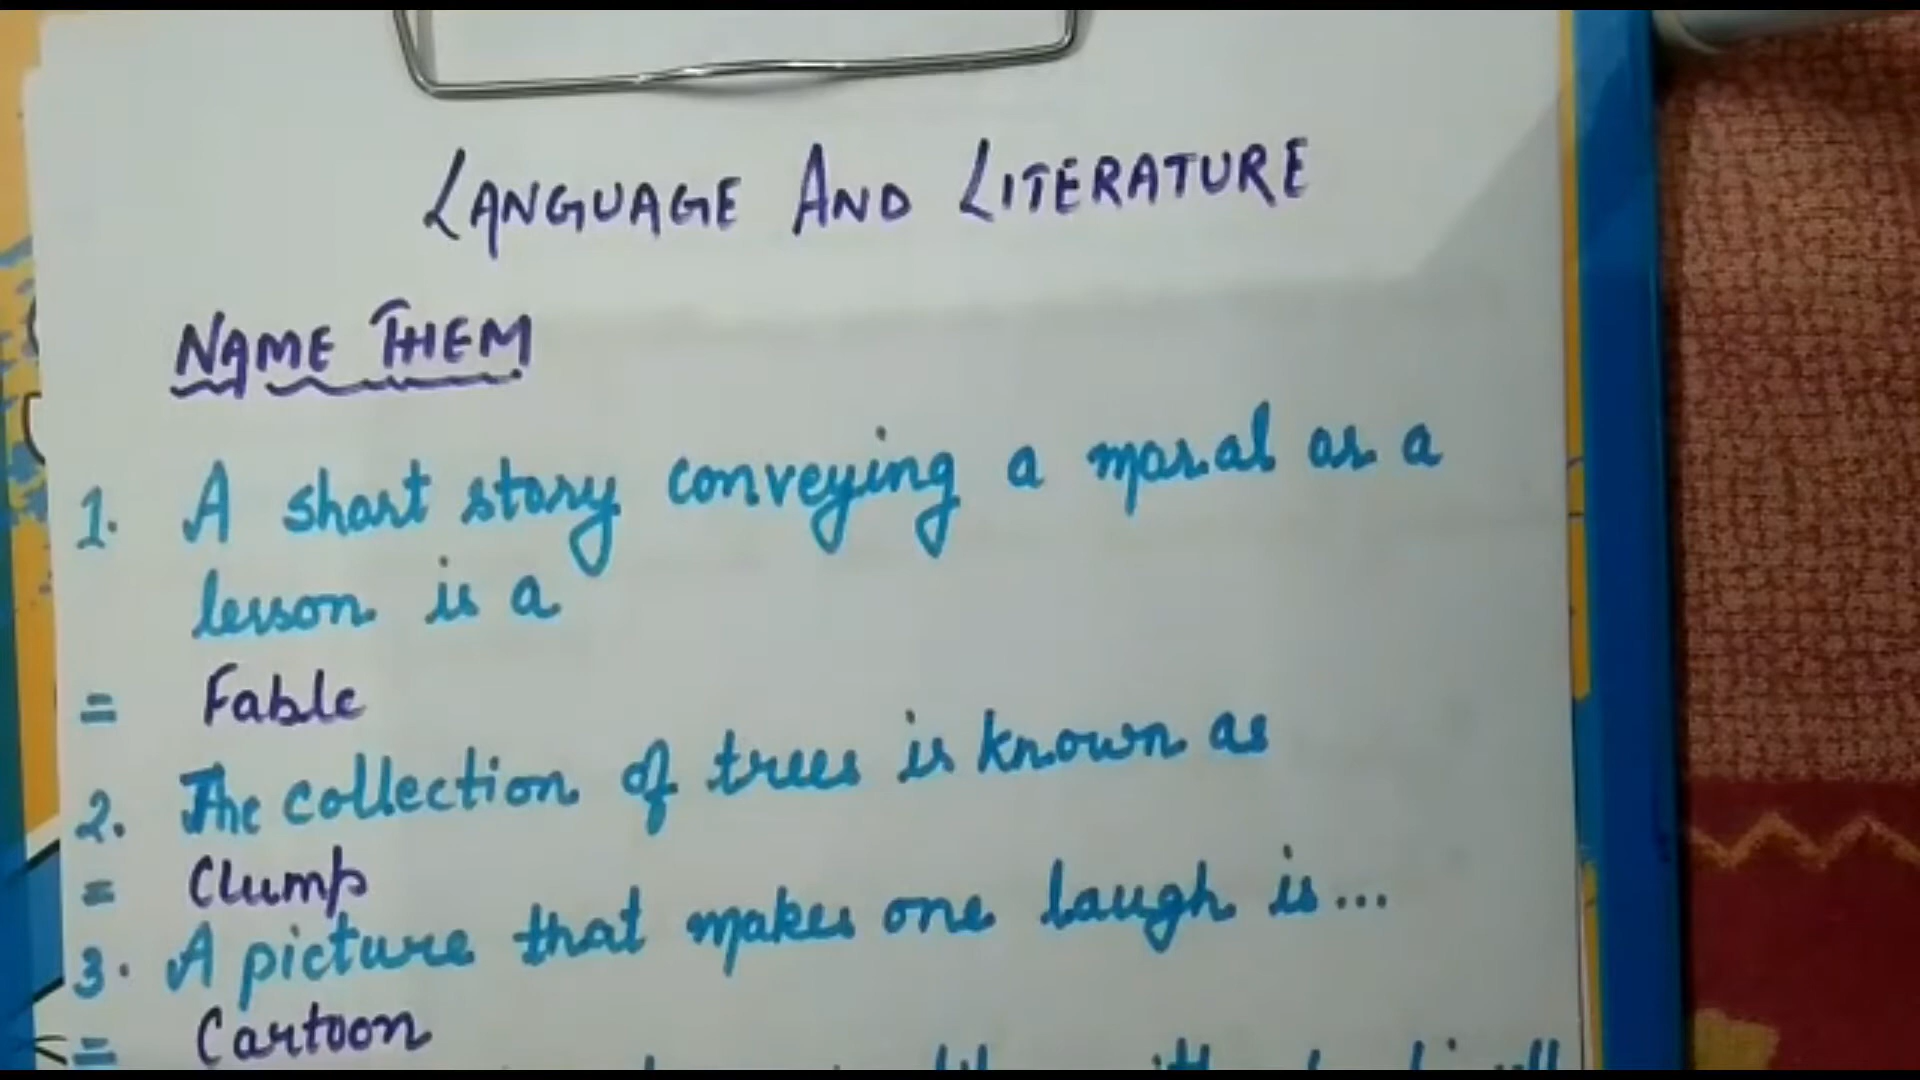 LANGUAGE AND LITERATURE
NAME THEM
1. A short story conveying a moral or a
lesson is a
= Fable
2. The collection of trees is known as
= Clump
3. A picture that makes one laugh is...
= Cartoon